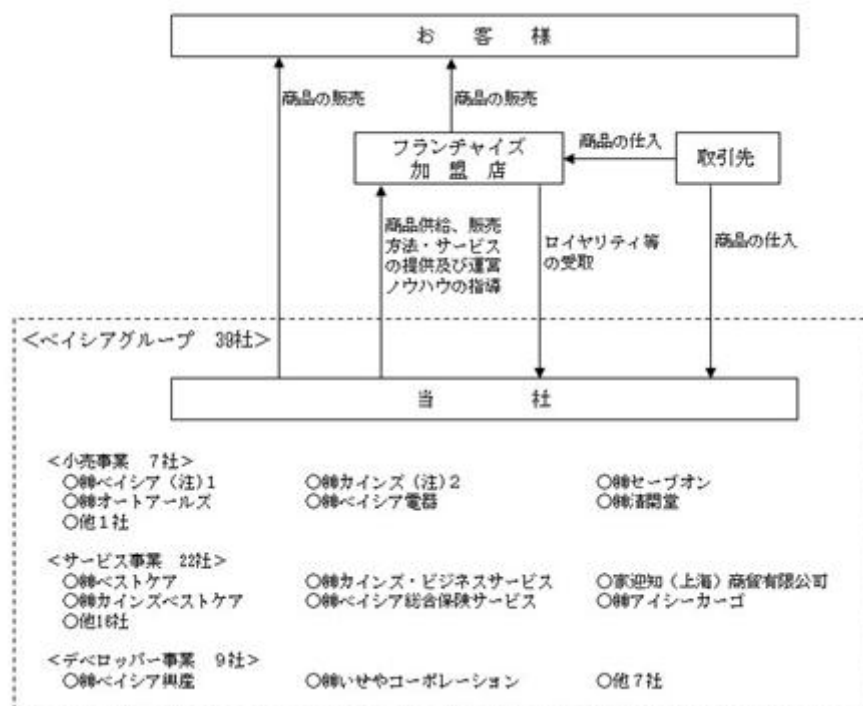 お 客 様
商品の販売
商品の販売
フランチャイズ
加 盟 店
商品の仕入
取引先
商品供給、販売
方法・サービス
の提供及び運営
ノウハウの指導
ロイヤリティ等
の受取
商品の仕入
<ベイシアグループ 39社>
当 社
<小売事業 7社>
○㈱ベイシア（注）1 ○㈱カインズ（注）2 ○㈱セーブオン
○㈱オートアールズ ○㈱ベイシア電器 ○㈱清閑堂
○他1社
<サービス事業 22社>
○㈱ベストケア ○㈱カインズ・ビジネスサービス ○家迎知（上海）商貿有限公司
○㈱カインズベストケア ○㈱ベイシア総合保険サービス ○㈱アイシーカーゴ
○他16社
<デベロッパー事業 9社>
○㈱ベイシア興産 ○㈱いせやコーポレーション ○他7社